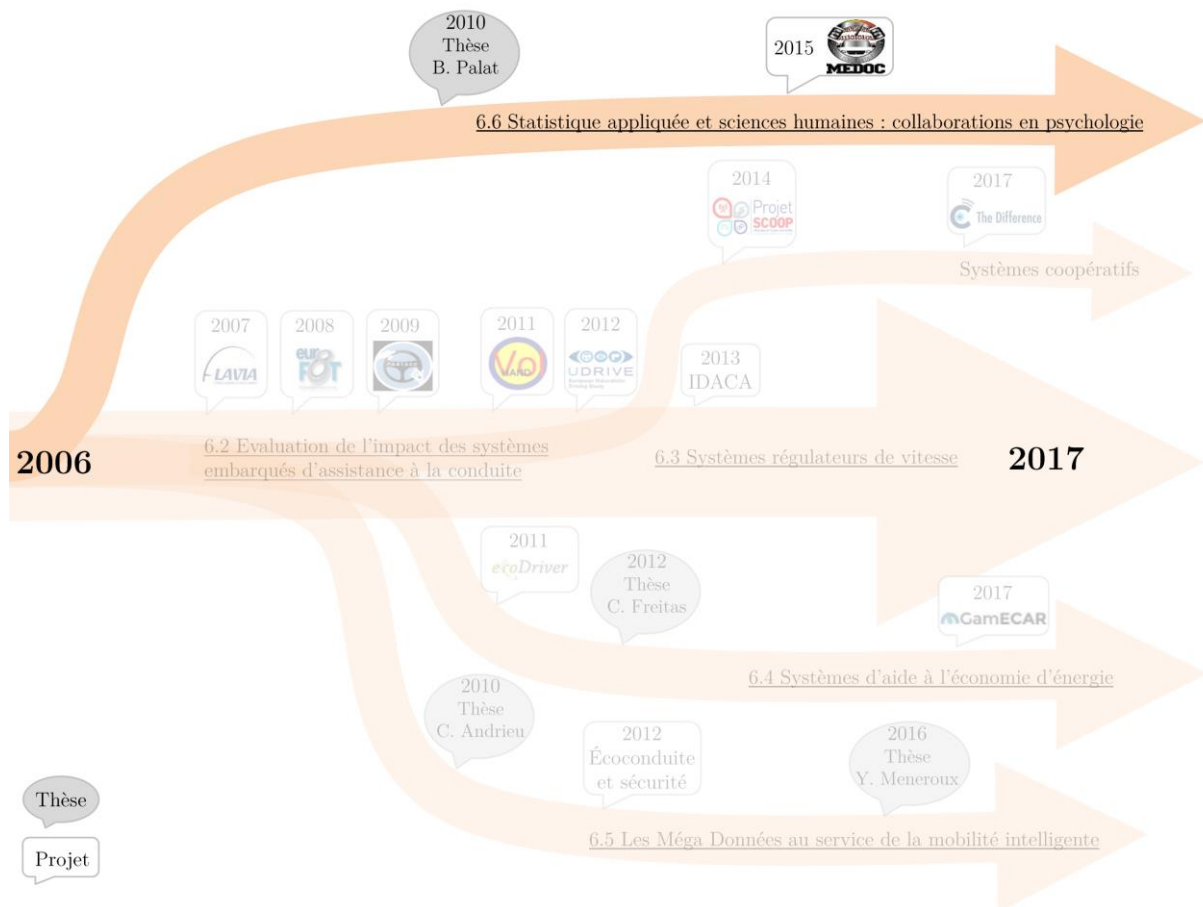 2010
Thèse
B. Palat
2015
MEDOC
6.6 Statistique appliquée et sciences humaines : collaborations en psychologie
2014
Projet
SCOOP
2017
The Difference
Systèmes coopératifs
2007
LAVIA
2008
euro
FOT
2009
2011
2012
UDRIVE
2013
IDACA
6.2 Evaluation de l'impact des systèmes
embarqués d'assistance à la conduite
6.3 Systèmes régulateurs de vitesse
2006
2017
2011
ecoDriver
2012
Thèse
C. Freitas
2017
GamECAR
6.4 Systèmes d'aide à l'économie d'énergie
2010
Thèse
C. Andrieu
2012
Écoconduite
et sécurité
2016
Thèse
Y. Meneroux
6.5 Les Méga Données au service de la mobilité intelligente
Thèse
Projet